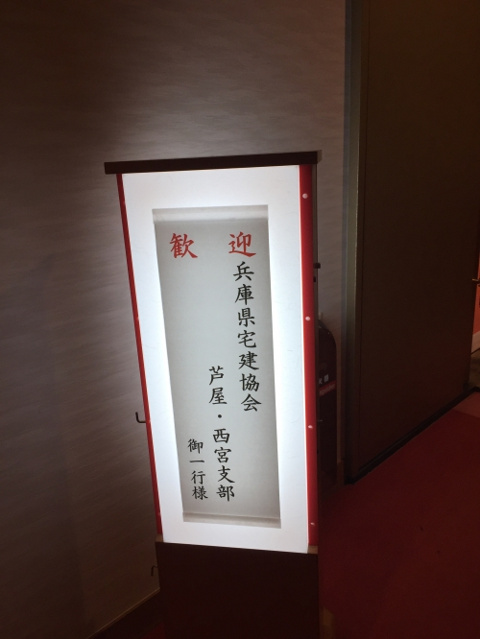 歓迎
兵庫県宅建協会
芦屋・西宮支部
御一行様